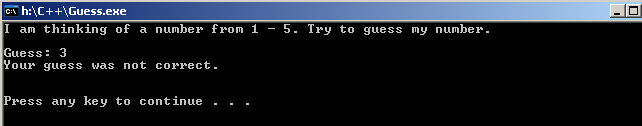 h:\C++\Guess.exe
I am thinking of a number from 1 - 5. Try to guess my number.
Guess: 3
Your guess was not correct.
Press any key to continue . . .